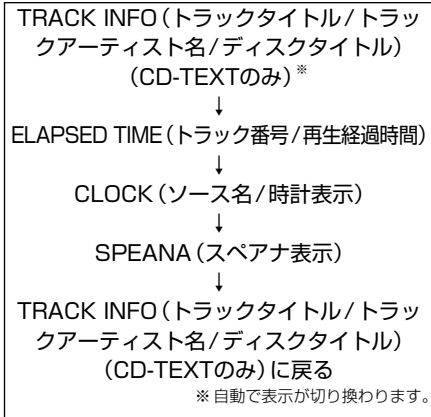 TRACK INFO（トラックタイトル/トラッ
クアーティスト名/ディスクタイトル）
（CD-TEXTのみ）※
↓
ELAPSED TIME（トラック番号/再生経過時間）
↓
CLOCK（ソース名/時計表示）
↓
SPEANA（スペアナ表示）
↓
TRACK INFO（トラックタイトル/トラッ
クアーティスト名/ディスクタイトル）
（CD-TEXTのみ）に戻る
※ 自動で表示が切り換わります。